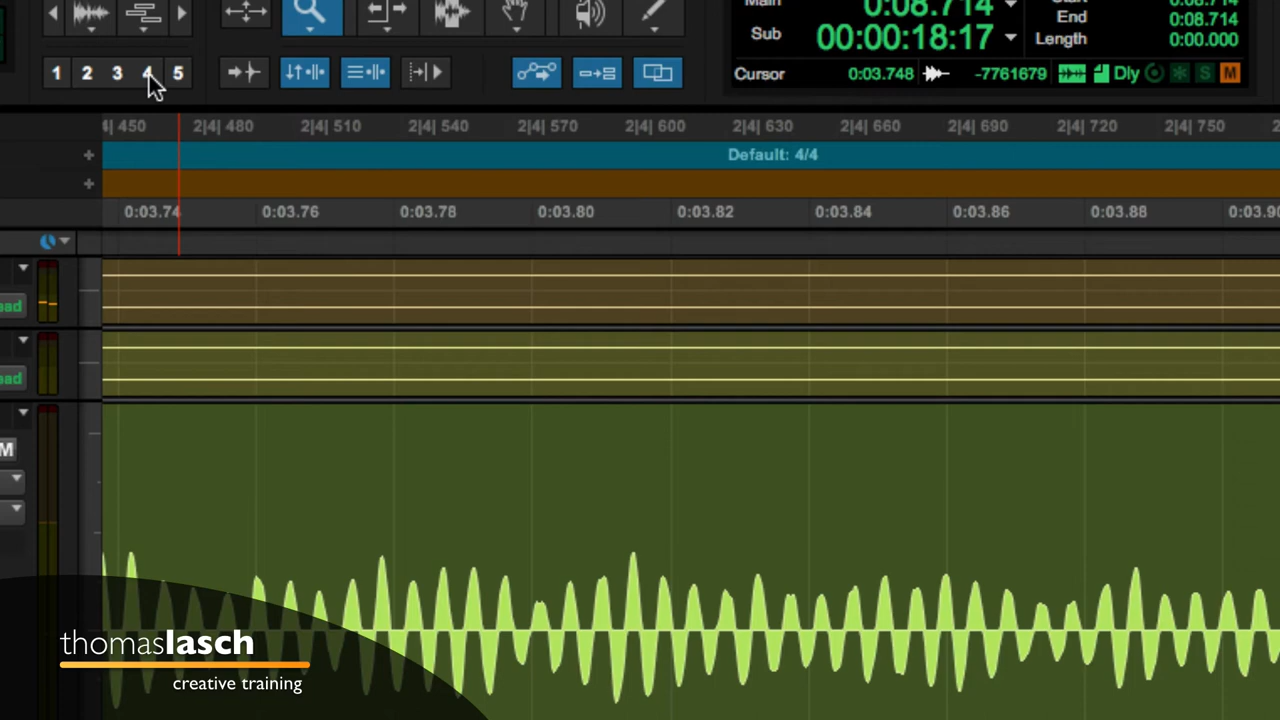 Main 0:08.714
Sub 00:00:18:17
End 0:08.714
Length 0:00.000
1 2 3 4 5
Cursor 0:03.748 -7761679 Dly S M
450 2|4| 480 2|4| 510 2|4| 540 2|4| 570 2|4| 600 2|4| 630 2|4| 660 2|4| 690 2|4| 720 2|4| 750
Default: 4/4
0:03.74 0:03.76 0:03.78 0:03.80 0:03.82 0:03.84 0:03.86 0:03.88 0:03.90
ead
ead
M
thomaslasch
creative training